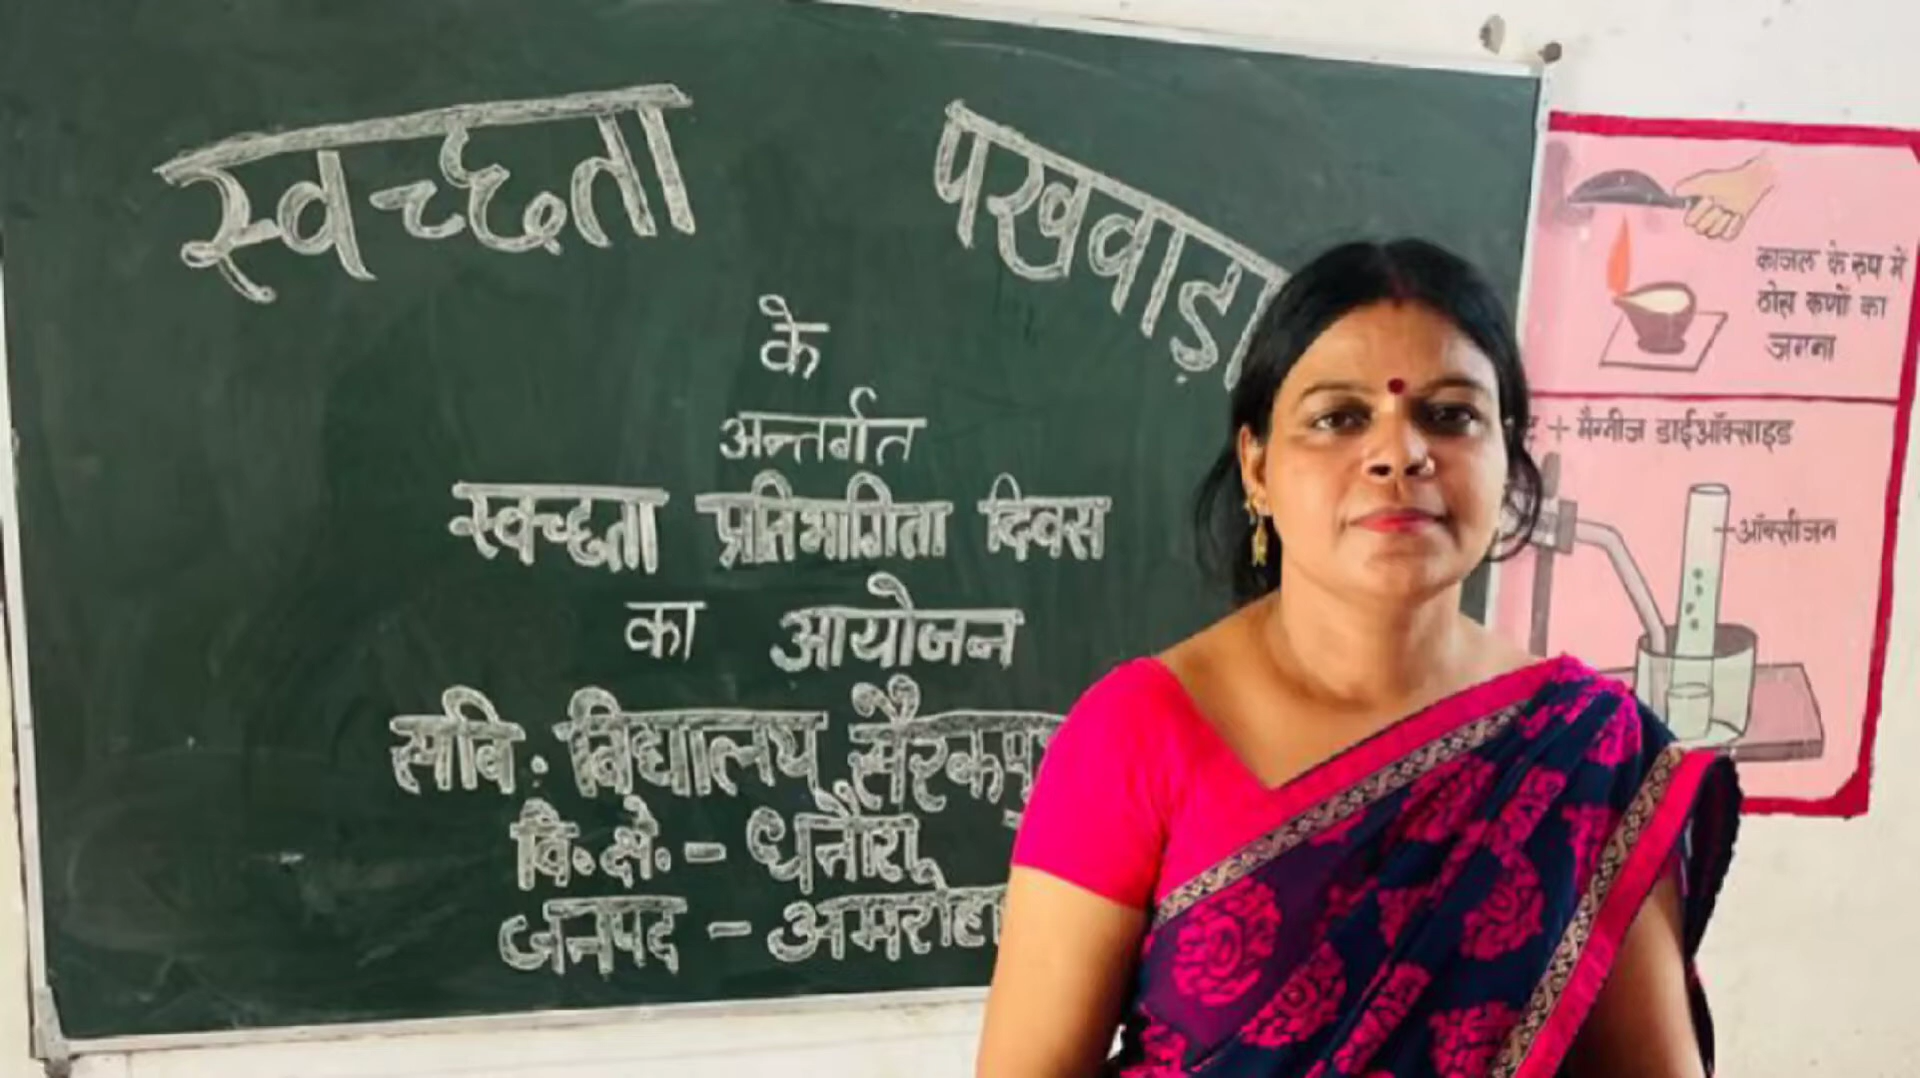 स्वच्छता पखवाड़ा
के
अन्तर्गत
स्वच्छता प्रतिभागिता दिवस
का आयोजन
संवि: विद्यालय
वि.क्षे.- धनौरा
जनपद - अमरोहा
काजल के रूप में
ठोस कणों का
जमना
+ मैग्नीज डाईऑक्साइड
ऑक्सीजन